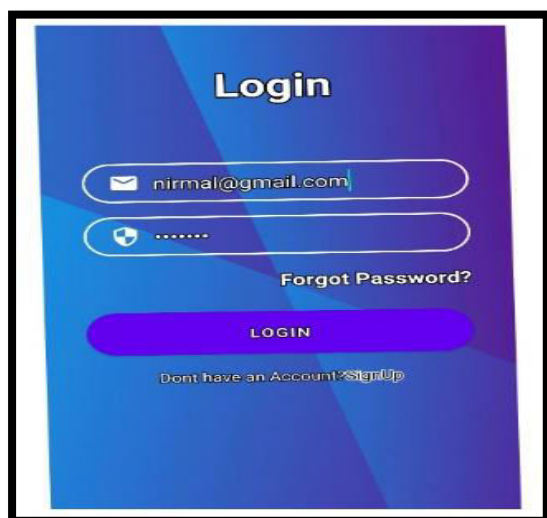 Login
nirmal@gmail.com
•••••••
Forgot Password?
LOGIN
Dont have an Account?SignUp